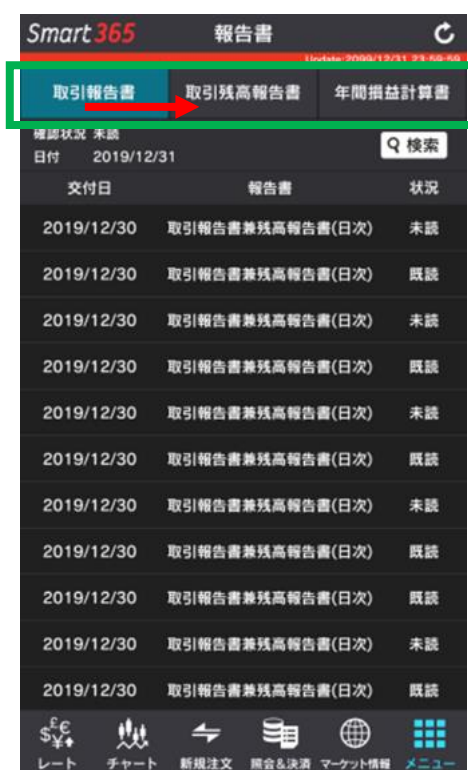 Smart 365 報告書
Update:2099/12/31 23:59:59
取引報告書 取引残高報告書 年間損益計算書
確認状況 未読
日付 2019/12/31 検索
交付日 報告書 状況
2019/12/30 取引報告書兼残高報告書(日次) 未読
2019/12/30 取引報告書兼残高報告書(日次) 既読
2019/12/30 取引報告書兼残高報告書(日次) 未読
2019/12/30 取引報告書兼残高報告書(日次) 既読
2019/12/30 取引報告書兼残高報告書(日次) 未読
2019/12/30 取引報告書兼残高報告書(日次) 既読
2019/12/30 取引報告書兼残高報告書(日次) 未読
2019/12/30 取引報告書兼残高報告書(日次) 既読
2019/12/30 取引報告書兼残高報告書(日次) 既読
2019/12/30 取引報告書兼残高報告書(日次) 未読
2019/12/30 取引報告書兼残高報告書(日次) 既読
レート チャート 新規注文 照会&決済 マーケット情報 メニュー